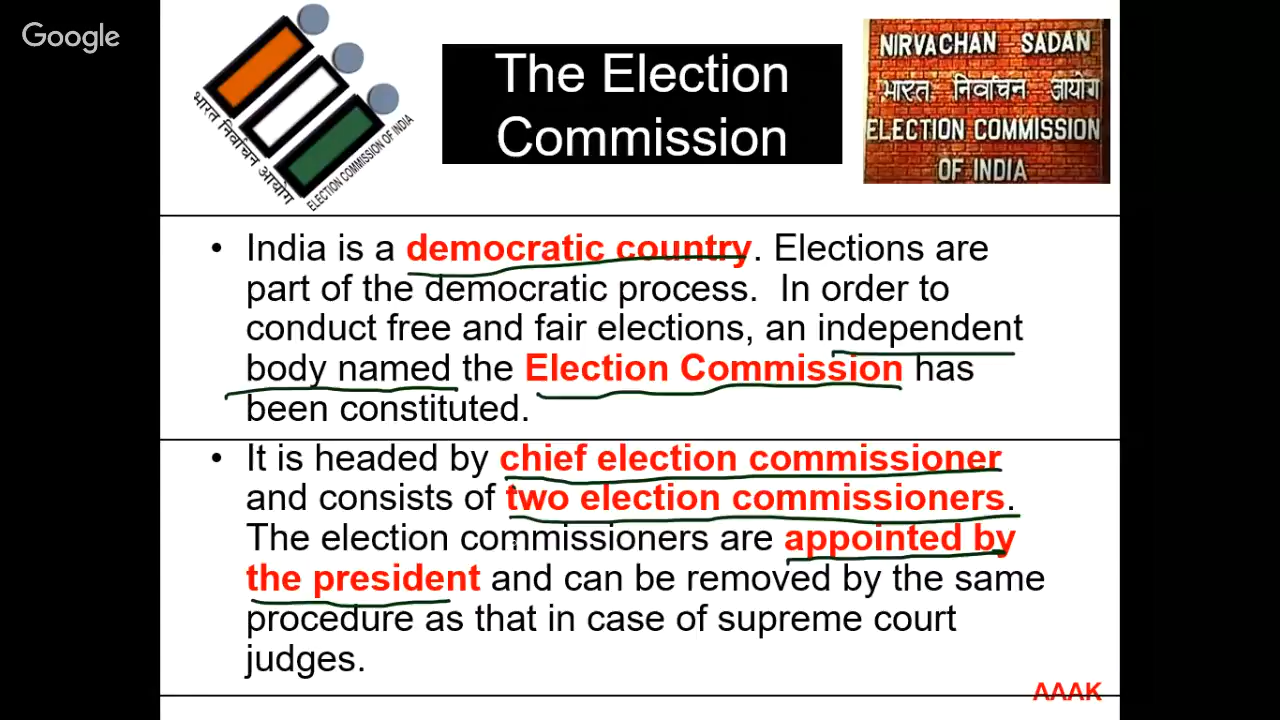 Google
भारत निर्वाचन आयोग
ELECTION COMMISSION OF INDIA
The Election
Commission
NIRVACHAN SADAN
भारत निर्वाचन आयोग
ELECTION COMMISSION
OF INDIA
• India is a democratic country. Elections are
part of the democratic process. In order to
conduct free and fair elections, an independent
body named the Election Commission has
been constituted.
• It is headed by chief election commissioner
and consists of two election commissioners.
The election commissioners are appointed by
the president and can be removed by the same
procedure as that in case of supreme court
judges.
AAAK